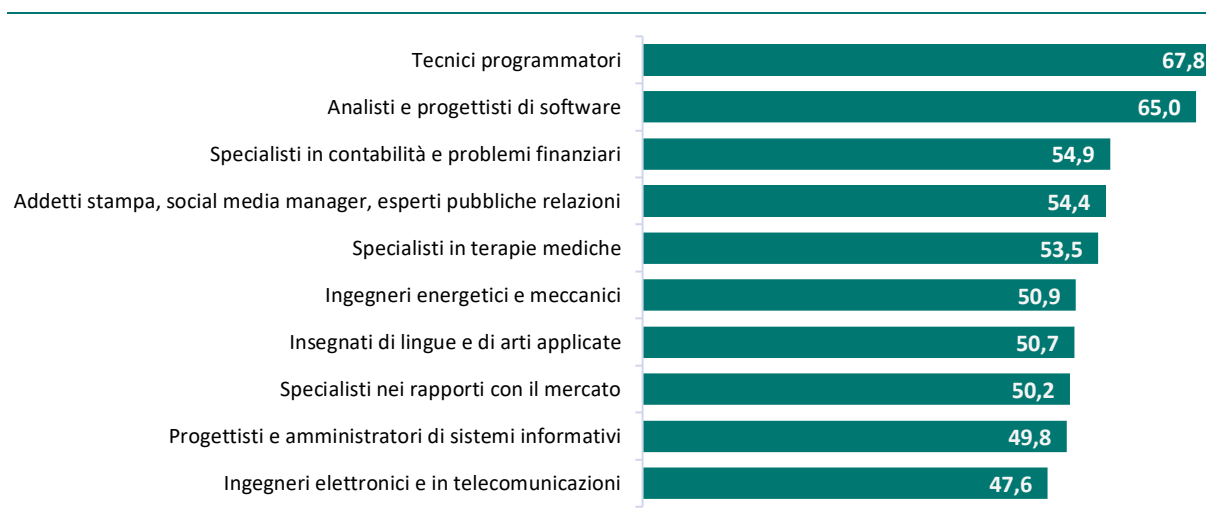 Tecnici programmatori 67,8
Analisti e progettisti di software 65,0
Specialisti in contabilità e problemi finanziari 54,9
Addetti stampa, social media manager, esperti pubbliche relazioni 54,4
Specialisti in terapie mediche 53,5
Ingegneri energetici e meccanici 50,9
Insegnati di lingue e di arti applicate 50,7
Specialisti nei rapporti con il mercato 50,2
Progettisti e amministratori di sistemi informativi 49,8
Ingegneri elettronici e in telecomunicazioni 47,6